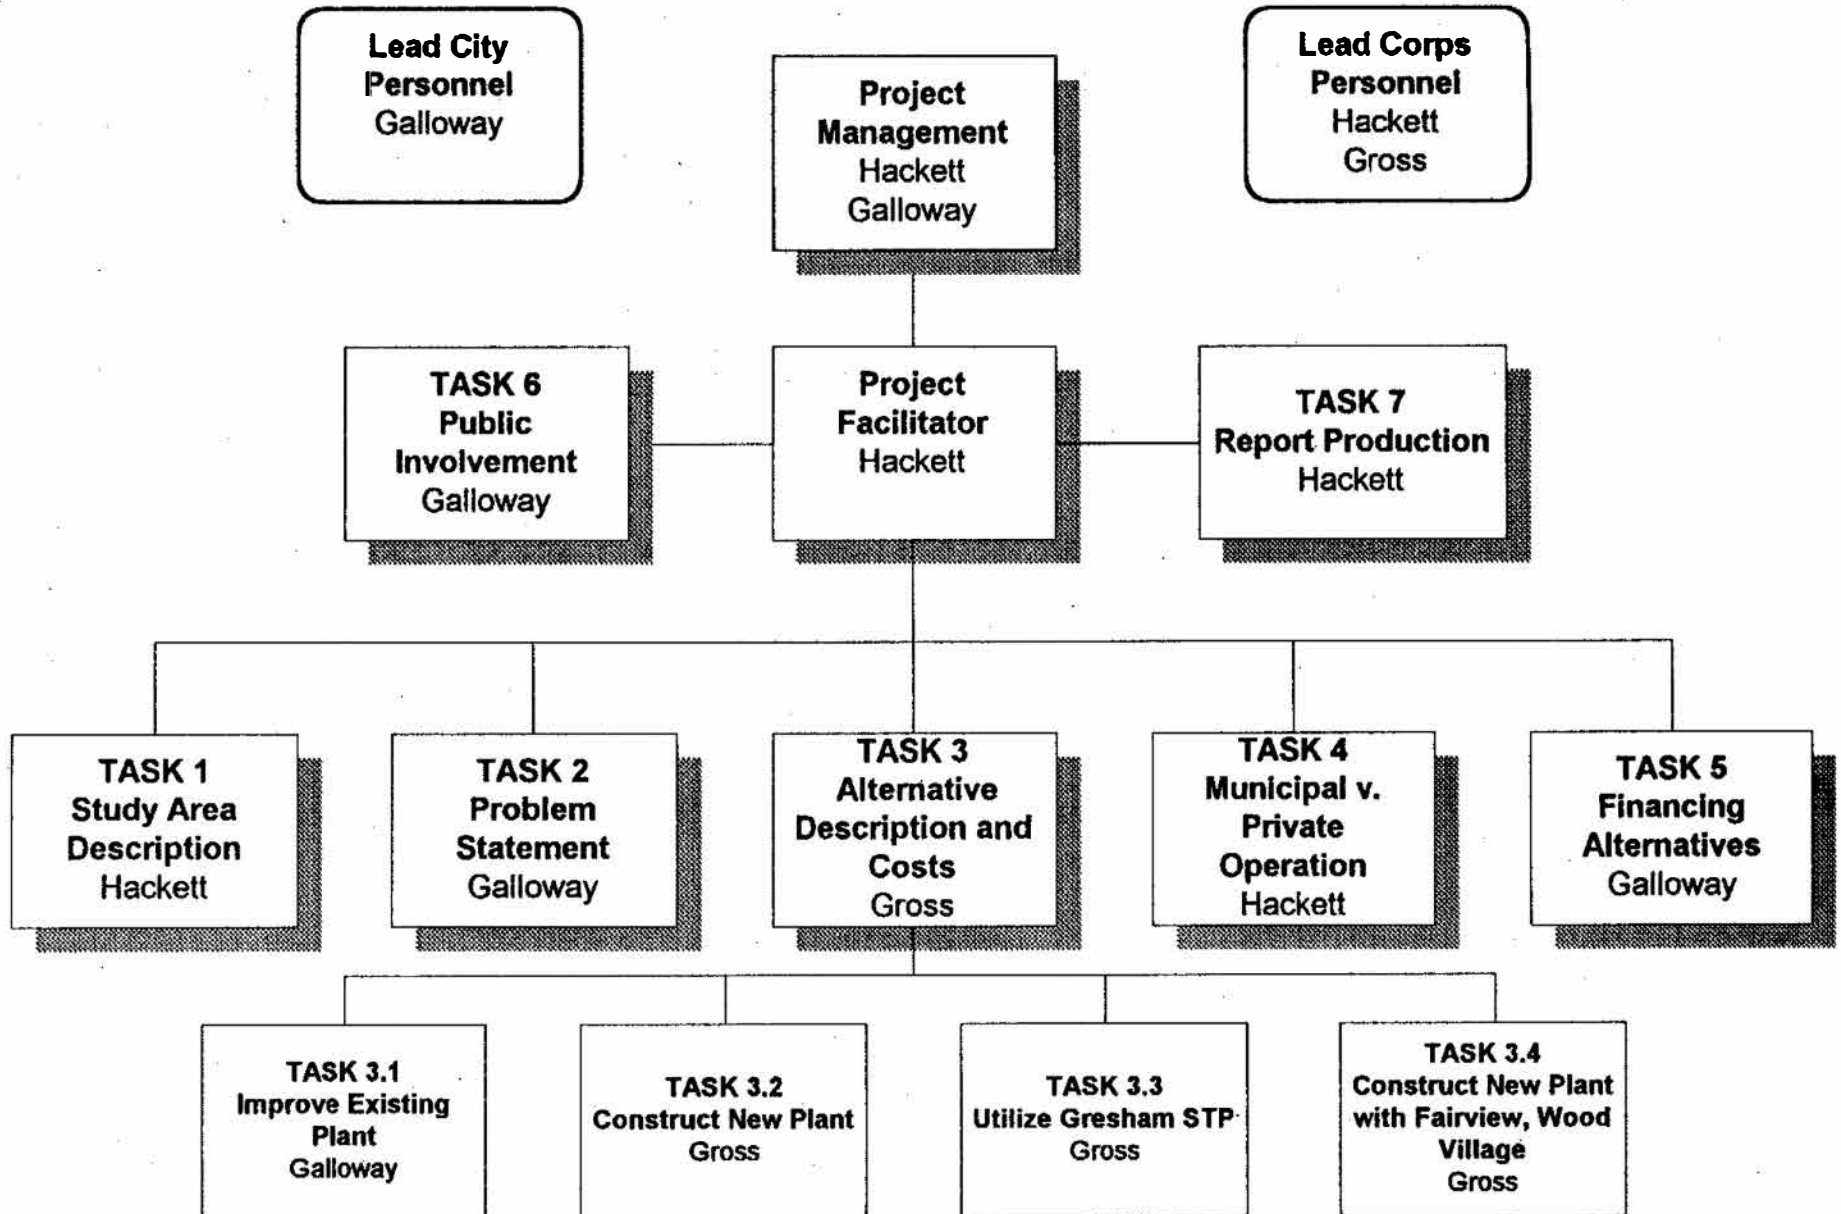 Lead City
Personnel
Galloway
Project
Management
Hackett
Galloway
Lead Corps
Personnel
Hackett
Gross
TASK 6
Public
Involvement
Galloway
Project
Facilitator
Hackett
TASK 7
Report Production
Hackett
TASK 1
Study Area
Description
Hackett
TASK 2
Problem
Statement
Galloway
TASK 3
Alternative
Description and
Costs
Gross
TASK 4
Municipal v.
Private
Operation
Hackett
TASK 5
Financing
Alternatives
Galloway
TASK 3.1
Improve Existing
Plant
Galloway
TASK 3.2
Construct New Plant
Gross
TASK 3.3
Utilize Gresham STP
Gross
TASK 3.4
Construct New Plant
with Fairview, Wood
Village
Gross